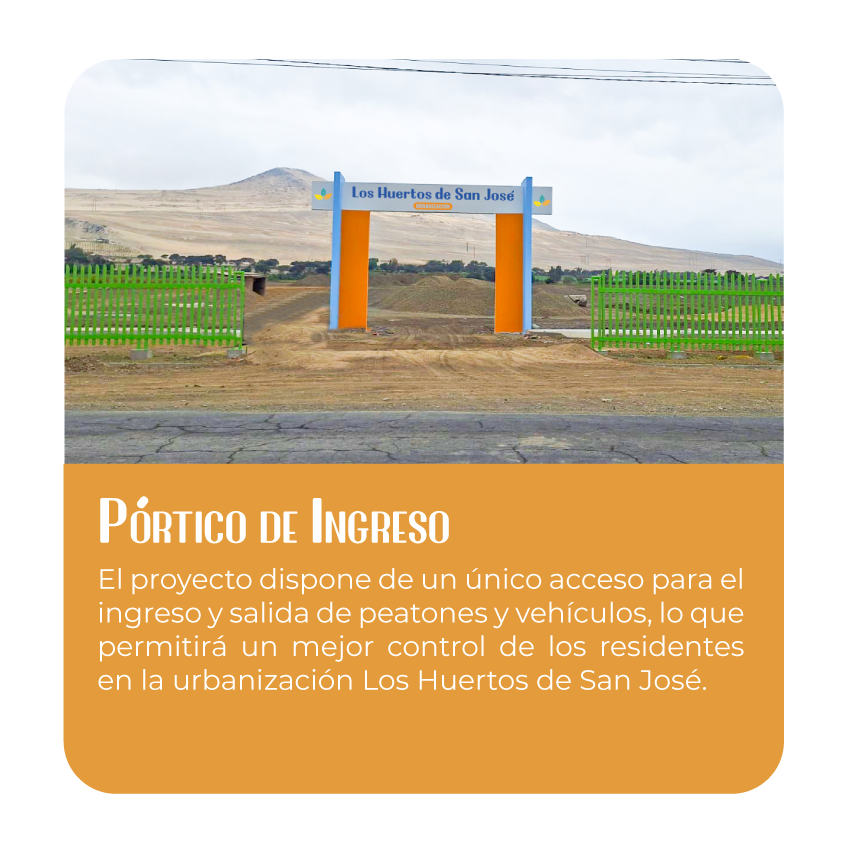 Los Huertos de San José
Pórtico de Ingreso
El proyecto dispone de un único acceso para el
ingreso y salida de peatones y vehículos, lo que
permitirá un mejor control de los residentes
en la urbanización Los Huertos de San José.